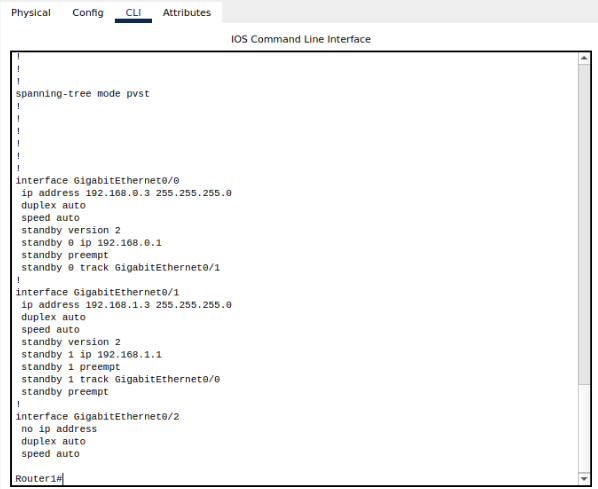 Physical Config CLI Attributes
IOS Command Line Interface
!
!
!
spanning-tree mode pvst
!
!
!
!
!
!
interface GigabitEthernet0/0
ip address 192.168.0.3 255.255.255.0
duplex auto
speed auto
standby version 2
standby 0 ip 192.168.0.1
standby preempt
standby 0 track GigabitEthernet0/1
!
interface GigabitEthernet0/1
ip address 192.168.1.3 255.255.255.0
duplex auto
speed auto
standby version 2
standby 1 ip 192.168.1.1
standby 1 preempt
standby 1 track GigabitEthernet0/0
standby preempt
!
interface GigabitEthernet0/2
no ip address
duplex auto
speed auto
Router1#